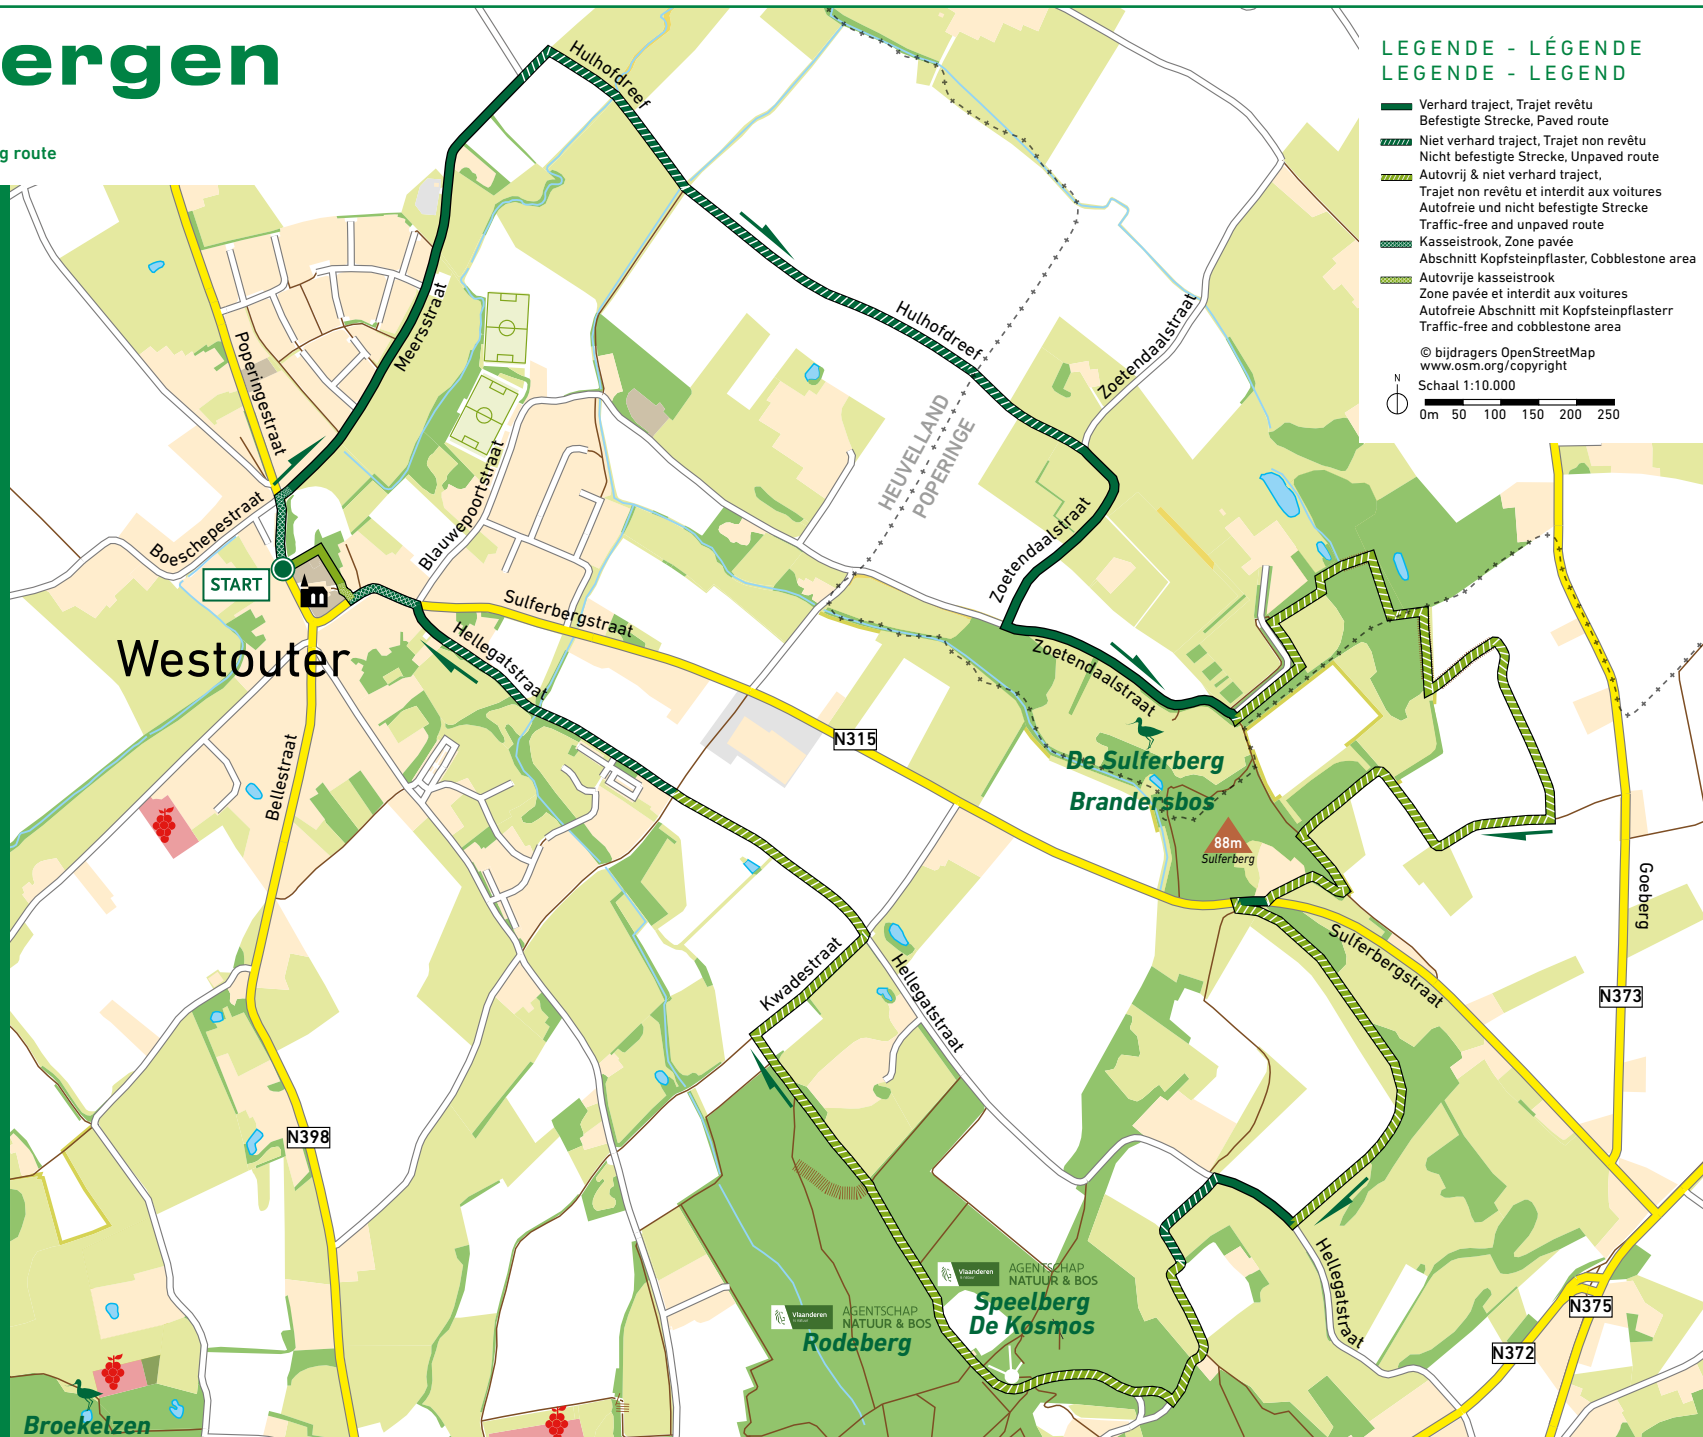 ergen
g route
LEGENDE - LÉGENDE
LEGENDE - LEGEND
Verhard traject, Trajet revêtu
Befestigte Strecke, Paved route
Niet verhard traject, Trajet non revêtu
Nicht befestigte Strecke, Unpaved route
Autovrij & niet verhard traject,
Trajet non revêtu et interdit aux voitures
Autofreie und nicht befestigte Strecke
Traffic-free and unpaved route
Kasseistrook, Zone pavée
Abschnitt Kopfsteinpflaster, Cobblestone area
Autovrije kasseistrook
Zone pavée et interdit aux voitures
Autofreie Abschnitt mit Kopfsteinpflasterr
Traffic-free and cobblestone area
© bijdragers OpenStreetMap
www.osm.org/copyright
N
Schaal 1:10.000
0m 50 100 150 200 250
Hulhofdreef
Meersstraat
Poperingestraat
Hulhofdreef
Zoetendaalstraat
HEUVELLAND
POPERINGE
Boeschepestraat
Blauwepoortstraat
Zoetendaalstraat
START
Sulferbergstraat
Hellegatstraat
Westouter
Zoetendaalstraat
N315
De Sulferberg
Brandersbos
88m
Sulferberg
Bellestraat
Goeberg
Kwadestraat
Hellegatstraat
Sulferbergstraat
N373
N398
Hellegatstraat
Vlaanderen
AGENTSCHAP
NATUUR & BOS
Speelberg
De Kosmos
Vlaanderen
AGENTSCHAP
NATUUR & BOS
Rodeberg
N375
N372
Broekelzen